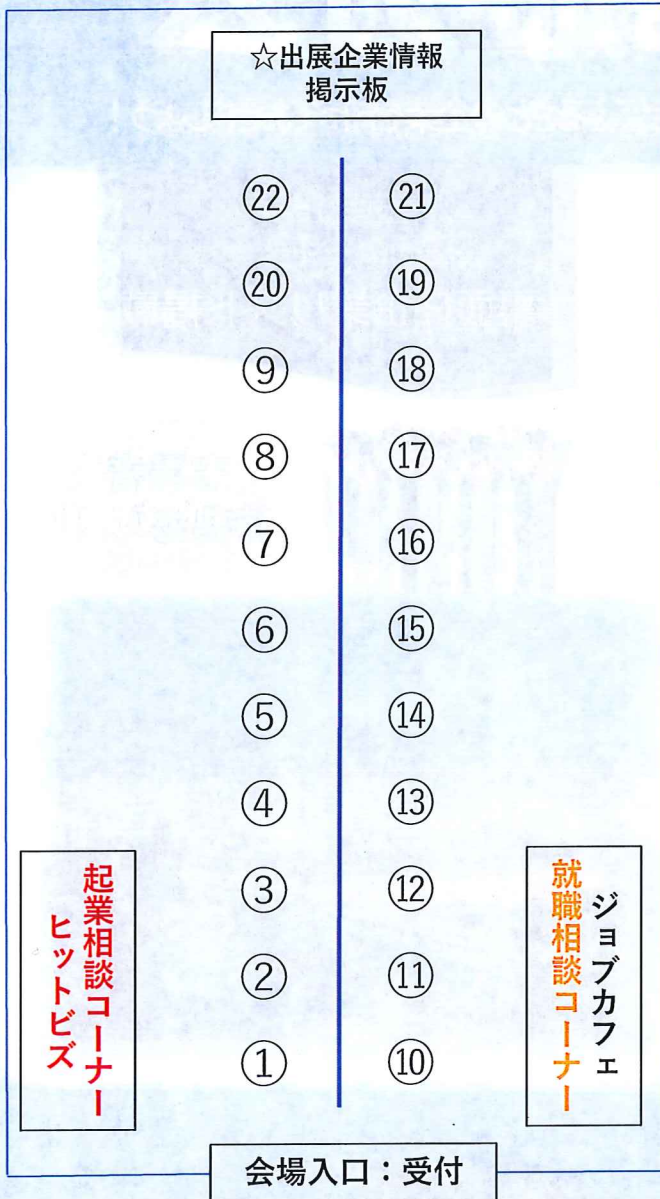 ☆出展企業情報
掲示板
㉒ ㉑
⑳ ⑲
⑨ ⑱
⑧ ⑰
⑦ ⑯
⑥ ⑮
⑤ ⑭
④ ⑬
③ ⑫
② ⑪
① ⑩
起業相談コーナー
ヒットビズ
ジョブカフェ
就職相談コーナー
会場入口：受付